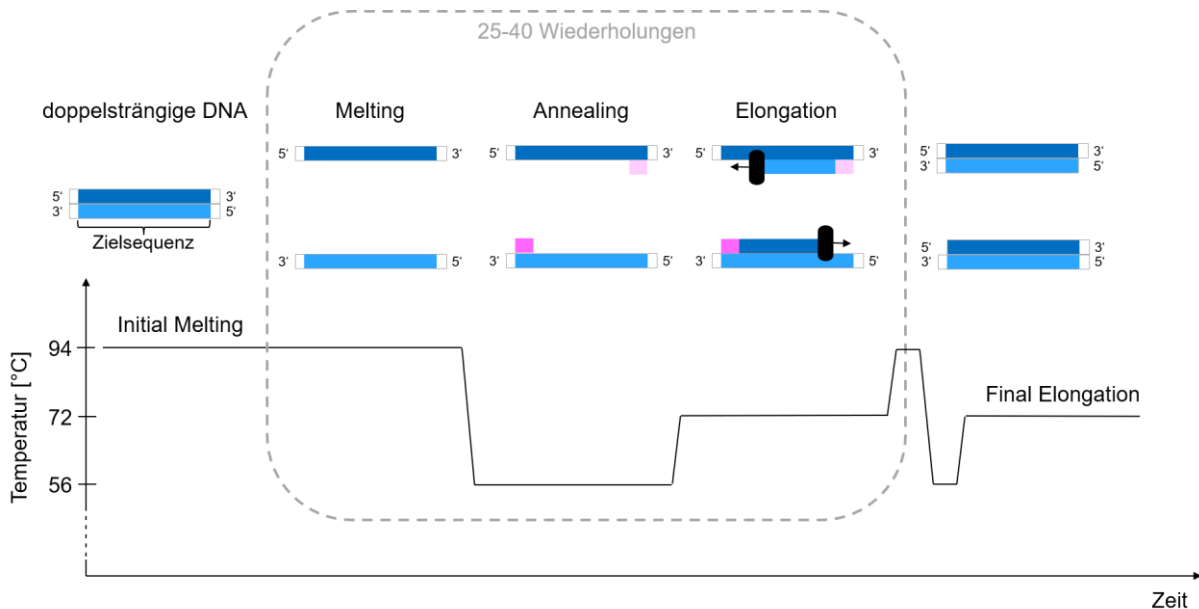 25-40 Wiederholungen
doppelsträngige DNA
Melting
Annealing
Elongation
5' 3'
5' 3'
5' 3'
5' 3'
3' 5'
5' 3'
3' 5'
Zielsequenz
3' 5'
3' 5'
3' 5'
5' 3'
3' 5'
Initial Melting
94
Final Elongation
72
56
Temperatur [°C]
Zeit